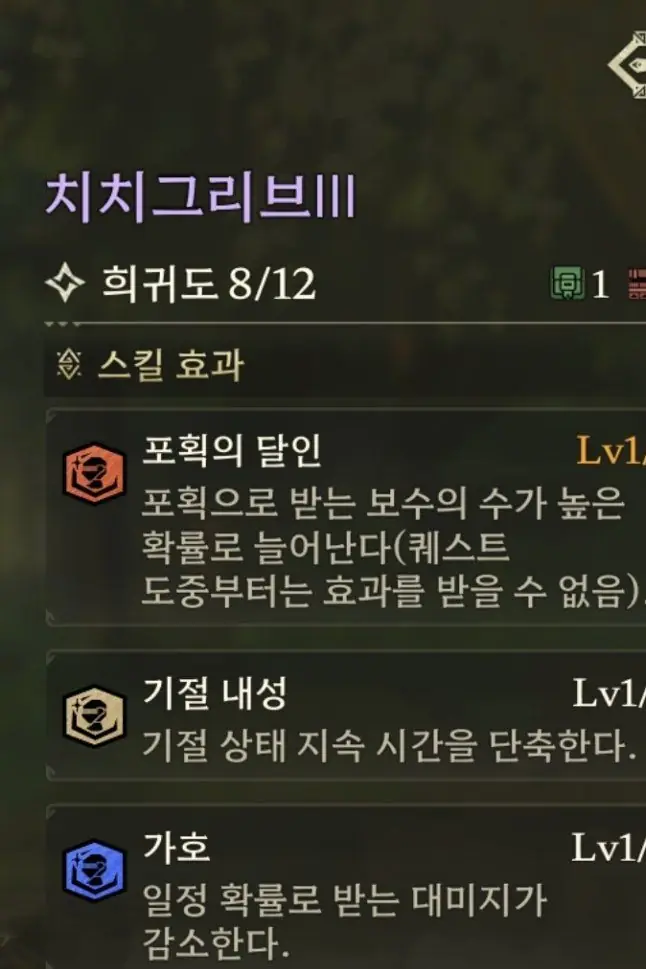 치치그리브III
희귀도 8/12
1
스킬 효과
포획의 달인 Lv1/
포획으로 받는 보수의 수가 높은
확률로 늘어난다(퀘스트
도중부터는 효과를 받을 수 없음).
기절 내성 Lv1/
기절 상태 지속 시간을 단축한다.
가호 Lv1/
일정 확률로 받는 대미지가
감소한다.